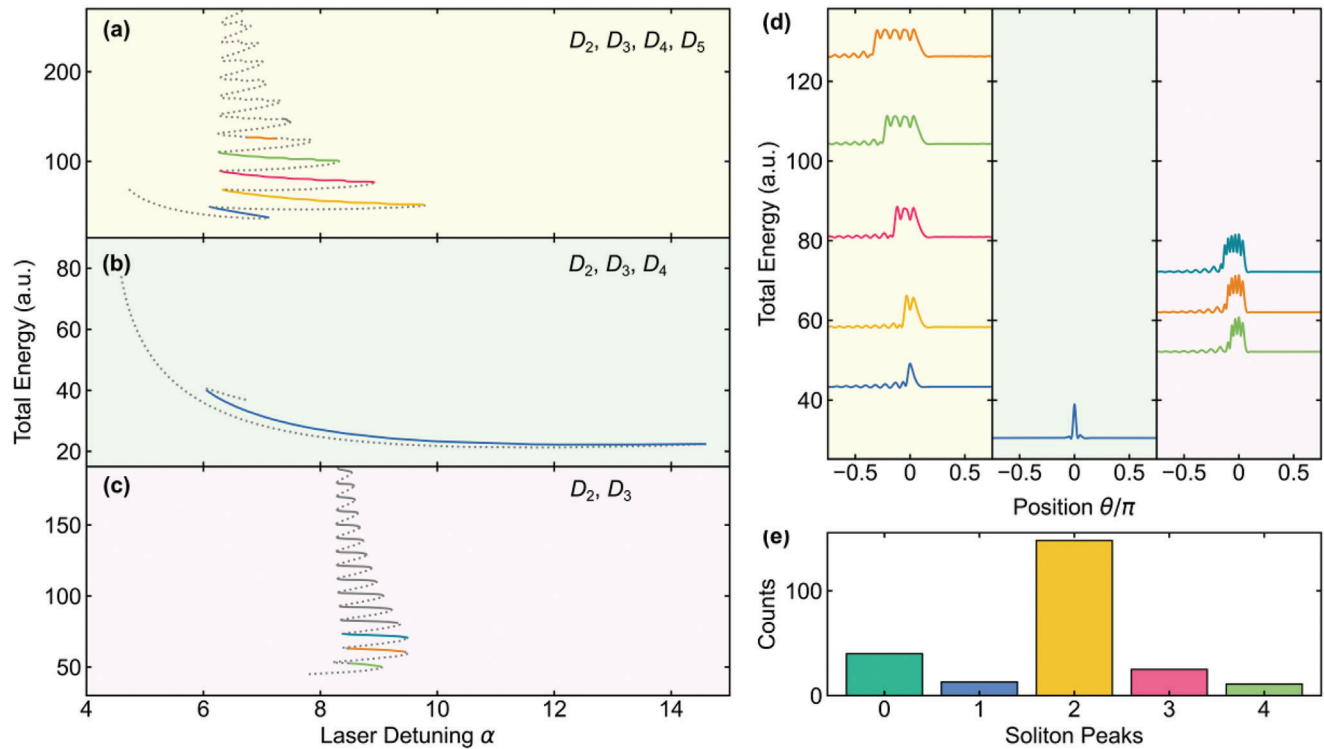 (a)
D2, D3, D4, D5
200
100
(b)
D2, D3, D4
80
60
40
20
Total Energy (a.u.)
(c)
D2, D3
150
100
50
4 6 8 10 12 14
Laser Detuning α
(d)
120
100
80
60
40
Total Energy (a.u.)
−0.5 0 0.5 −0.5 0 0.5 −0.5 0 0.5
Position θ/π
(e)
100
0
Counts
0 1 2 3 4
Soliton Peaks